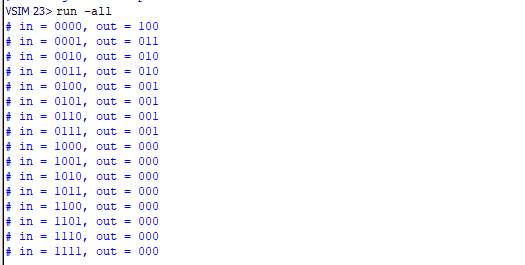 VSIM 23> run -all
# in = 0000, out = 100
# in = 0001, out = 011
# in = 0010, out = 010
# in = 0011, out = 010
# in = 0100, out = 001
# in = 0101, out = 001
# in = 0110, out = 001
# in = 0111, out = 001
# in = 1000, out = 000
# in = 1001, out = 000
# in = 1010, out = 000
# in = 1011, out = 000
# in = 1100, out = 000
# in = 1101, out = 000
# in = 1110, out = 000
# in = 1111, out = 000